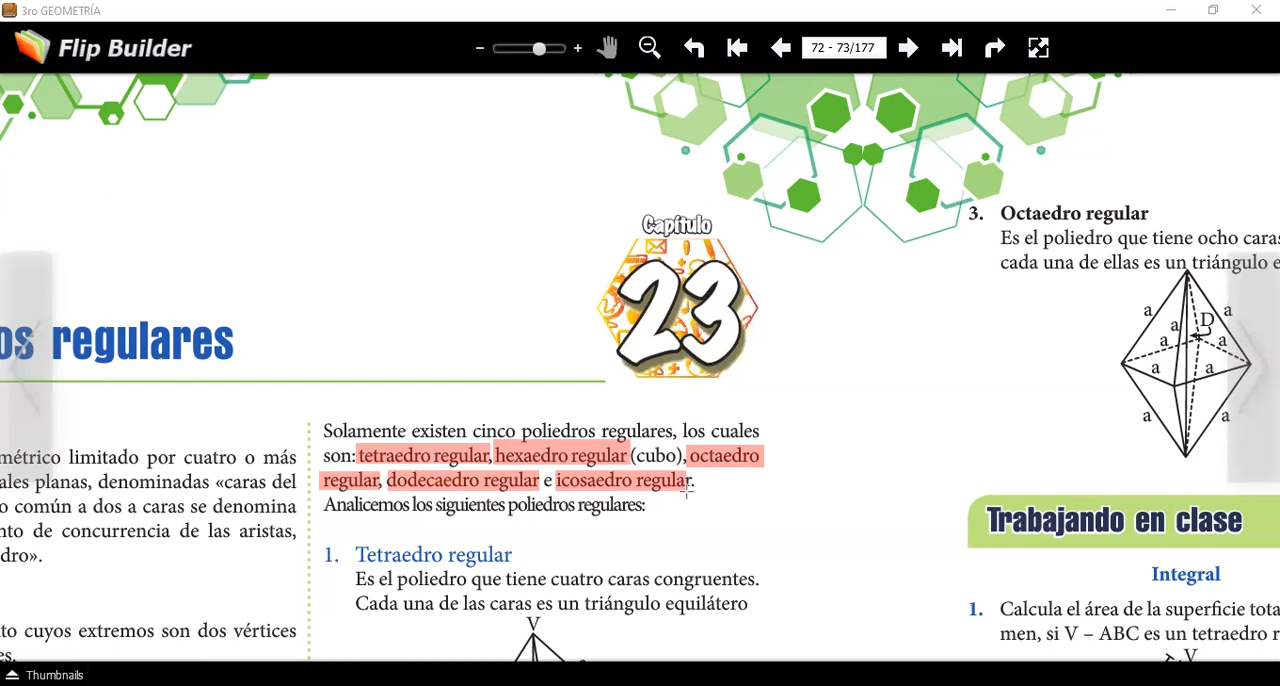 3ro GEOMETRÍA
Flip Builder
72 - 73/177
Capítulo
23
os regulares
métrico limitado por cuatro o más
ales planas, denominadas «caras del
o común a dos a caras se denomina
nto de concurrencia de las aristas,
dro».
to cuyos extremos son dos vértices
es.
Solamente existen cinco poliedros regulares, los cuales
son: tetraedro regular, hexaedro regular (cubo), octaedro
regular, dodecaedro regular e icosaedro regular.
Analicemos los siguientes poliedros regulares:
1. Tetraedro regular
Es el poliedro que tiene cuatro caras congruentes.
Cada una de las caras es un triángulo equilátero
V
3. Octaedro regular
Es el poliedro que tiene ocho caras
cada una de ellas es un triángulo e
a
a
a
D
a
a
a
a
a
a
Trabajando en clase
Integral
1. Calcula el área de la superficie tota
men, si V – ABC es un tetraedro r
V
Thumbnails